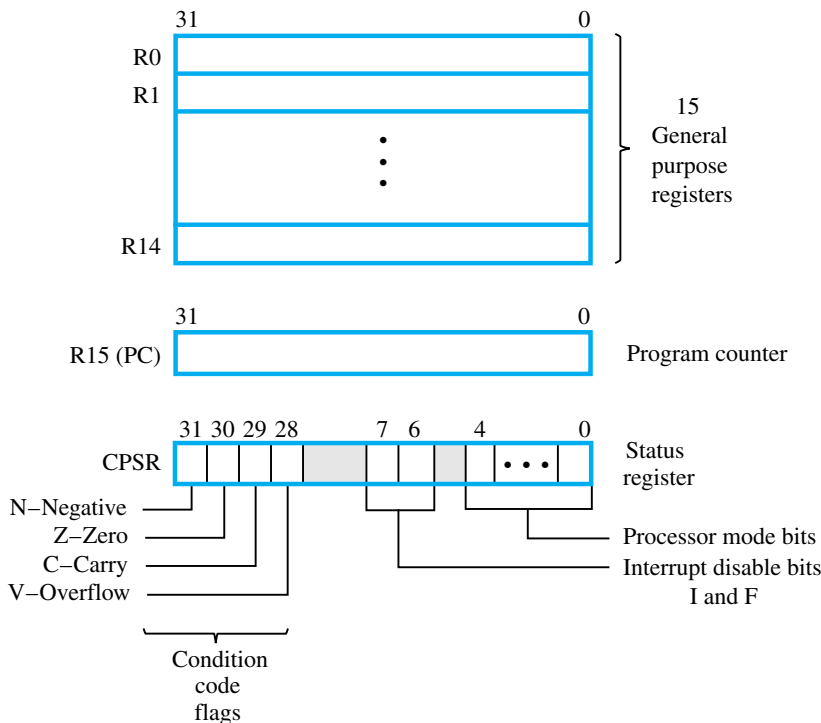 31 0
R0
R1
R14
15
General
purpose
registers
31 0
R15 (PC)
Program counter
31 30 29 28 7 6 4 0
CPSR
Status
register
N–Negative
Z–Zero
C–Carry
V–Overflow
Processor mode bits
Interrupt disable bits
I and F
Condition
code
flags